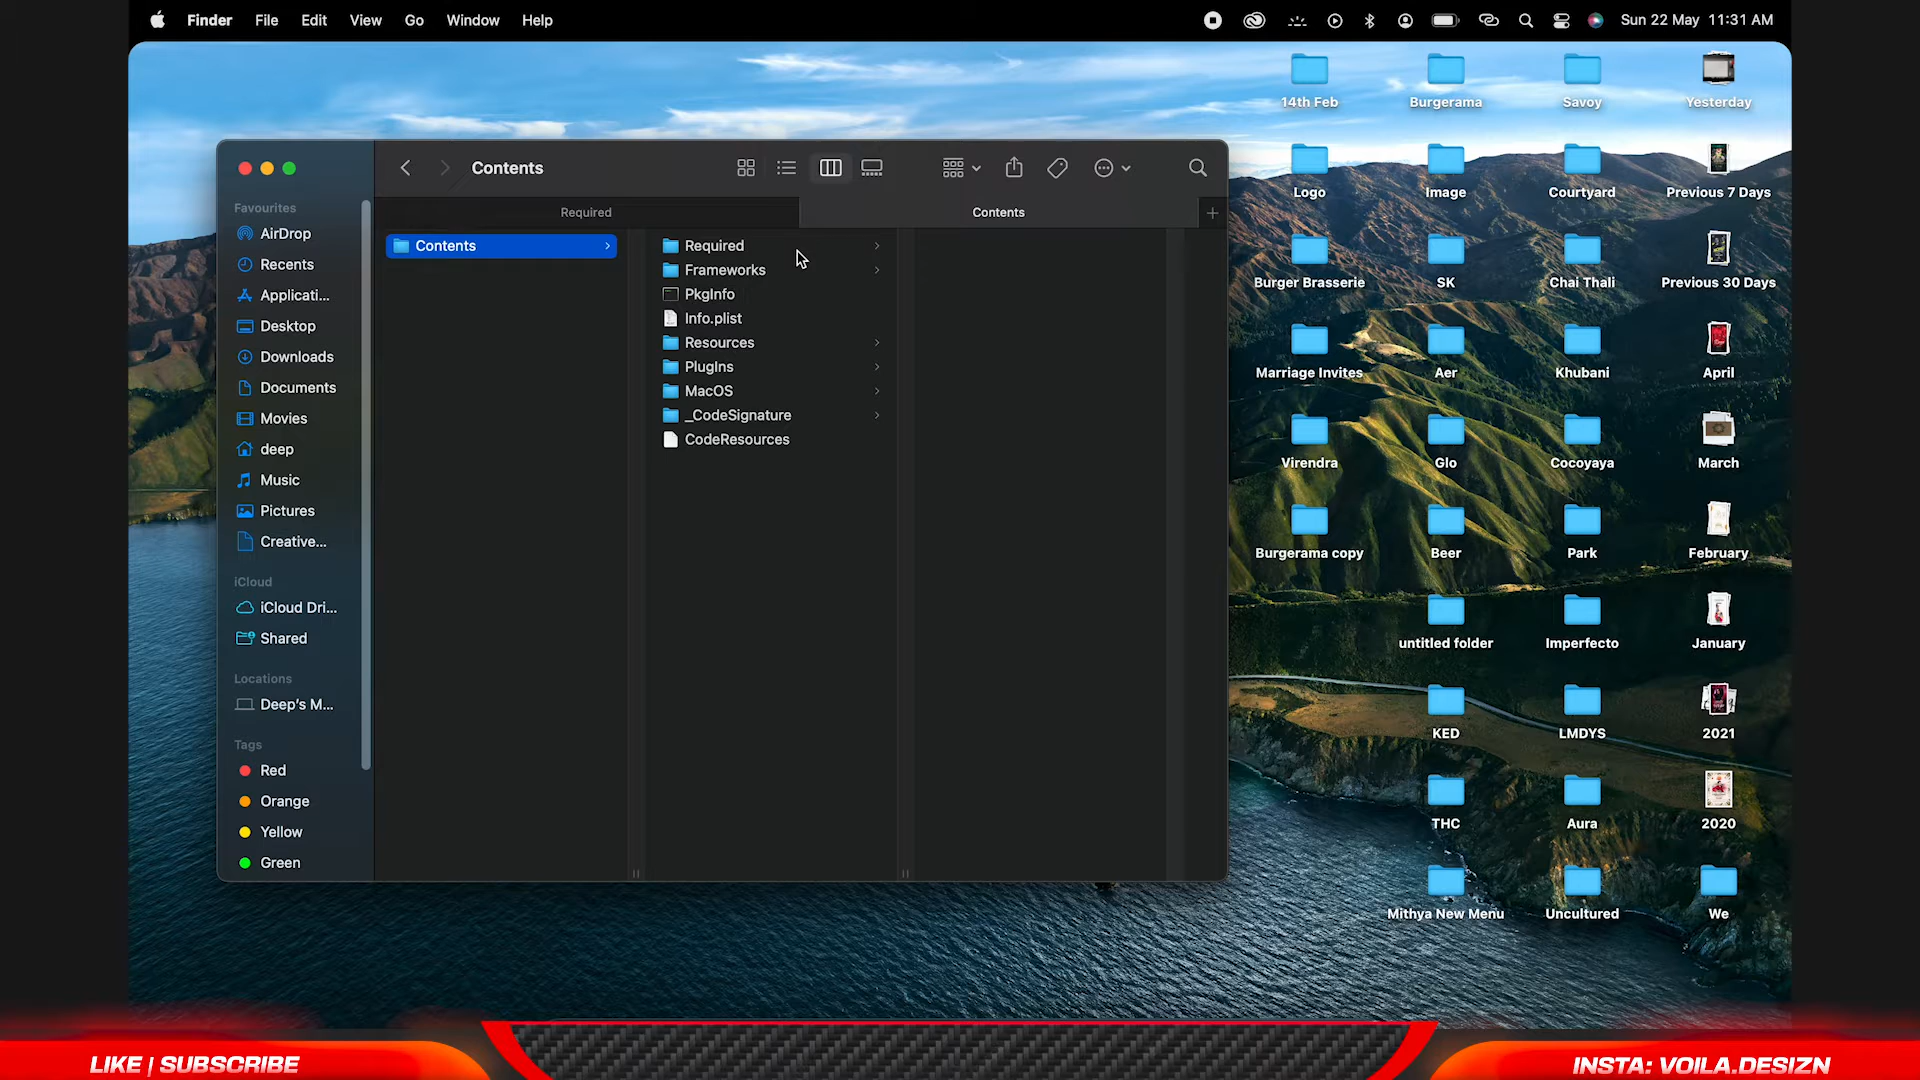 Finder File Edit View Go Window Help
Sun 22 May 11:31 AM
Contents
Required
Contents
Favourites
AirDrop
Recents
Applicati...
Desktop
Downloads
Documents
Movies
deep
Music
Pictures
Creative...
iCloud
iCloud Dri...
Shared
Locations
Deep's M...
Tags
Red
Orange
Yellow
Green
Contents
Required
Frameworks
PkgInfo
Info.plist
Resources
PlugIns
MacOS
_CodeSignature
CodeResources
14th Feb
Burgerama
Savoy
Yesterday
Logo
Image
Courtyard
Previous 7 Days
Burger Brasserie
SK
Chai Thali
Previous 30 Days
Marriage Invites
Aer
Khubani
April
Virendra
Glo
Cocoyaya
March
Burgerama copy
Beer
Park
February
untitled folder
Imperfecto
January
KED
LMDYS
2021
THC
Aura
2020
Mithya New Menu
Uncultured
We
LIKE | SUBSCRIBE
INSTA: VOILA.DESIZN